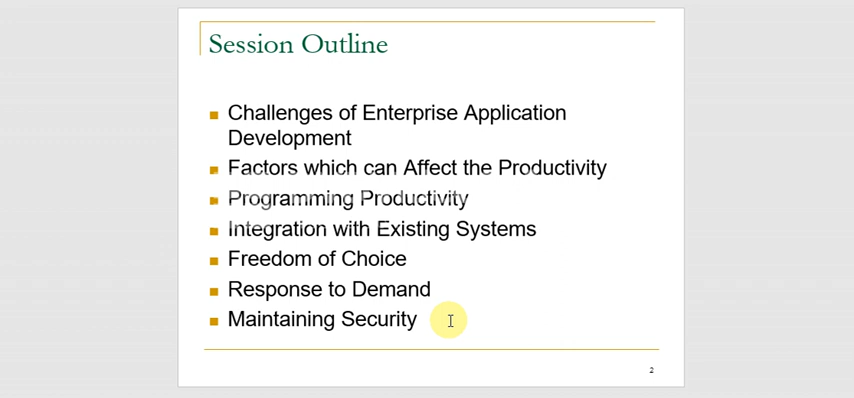 Session Outline
Challenges of Enterprise Application
Development
Factors which can Affect the Productivity
Programming Productivity
Integration with Existing Systems
Freedom of Choice
Response to Demand
Maintaining Security
2